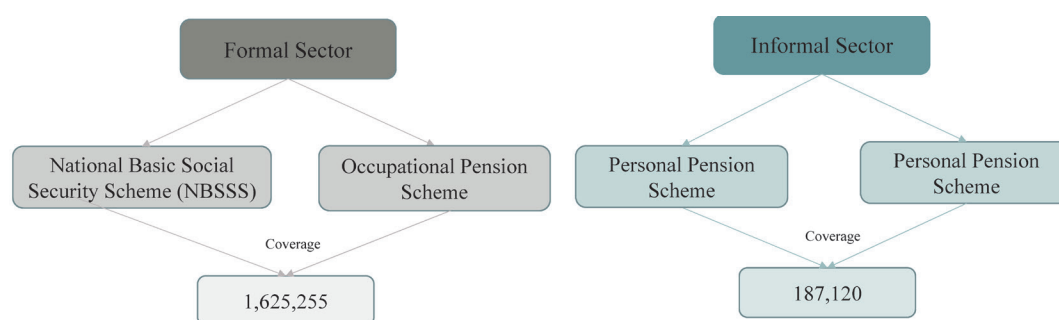 Formal Sector
National Basic Social
Security Scheme (NBSSS)
Occupational Pension
Scheme
Coverage
1,625,255
Informal Sector
Personal Pension
Scheme
Personal Pension
Scheme
Coverage
187,120